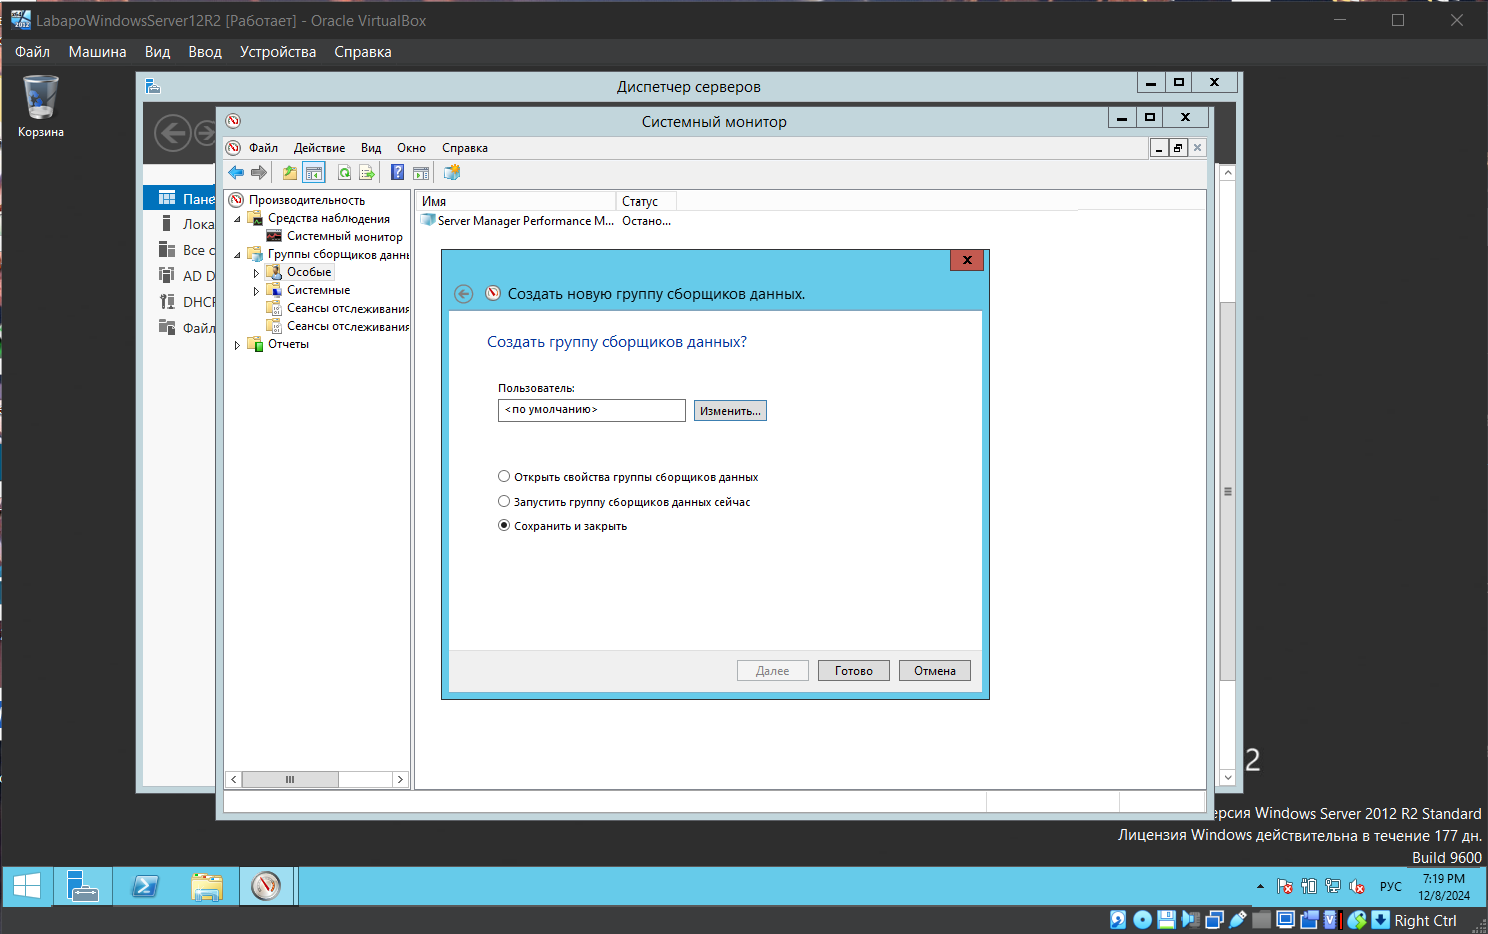 LabapoWindowsServer12R2 [Работает] - Oracle VirtualBox
Файл Машина Вид Ввод Устройства Справка
Корзина
Диспетчер серверов
Системный монитор
Файл Действие Вид Окно Справка
Пане
Лока
Все с
AD D
DHCP
Файл
Производительность
Средства наблюдения
Системный монитор
Группы сборщиков данны
Особые
Системные
Сеансы отслеживания
Сеансы отслеживания
Отчеты
Имя Статус
Server Manager Performance M... Остано...
Создать новую группу сборщиков данных.
Создать группу сборщиков данных?
Пользователь:
<по умолчанию> Изменить...
Открыть свойства группы сборщиков данных
Запустить группу сборщиков данных сейчас
Сохранить и закрыть
Далее Готово Отмена
2
ерсия Windows Server 2012 R2 Standard
Лицензия Windows действительна в течение 177 дн.
Build 9600
РУС
7:19 PM
12/8/2024
Right Ctrl